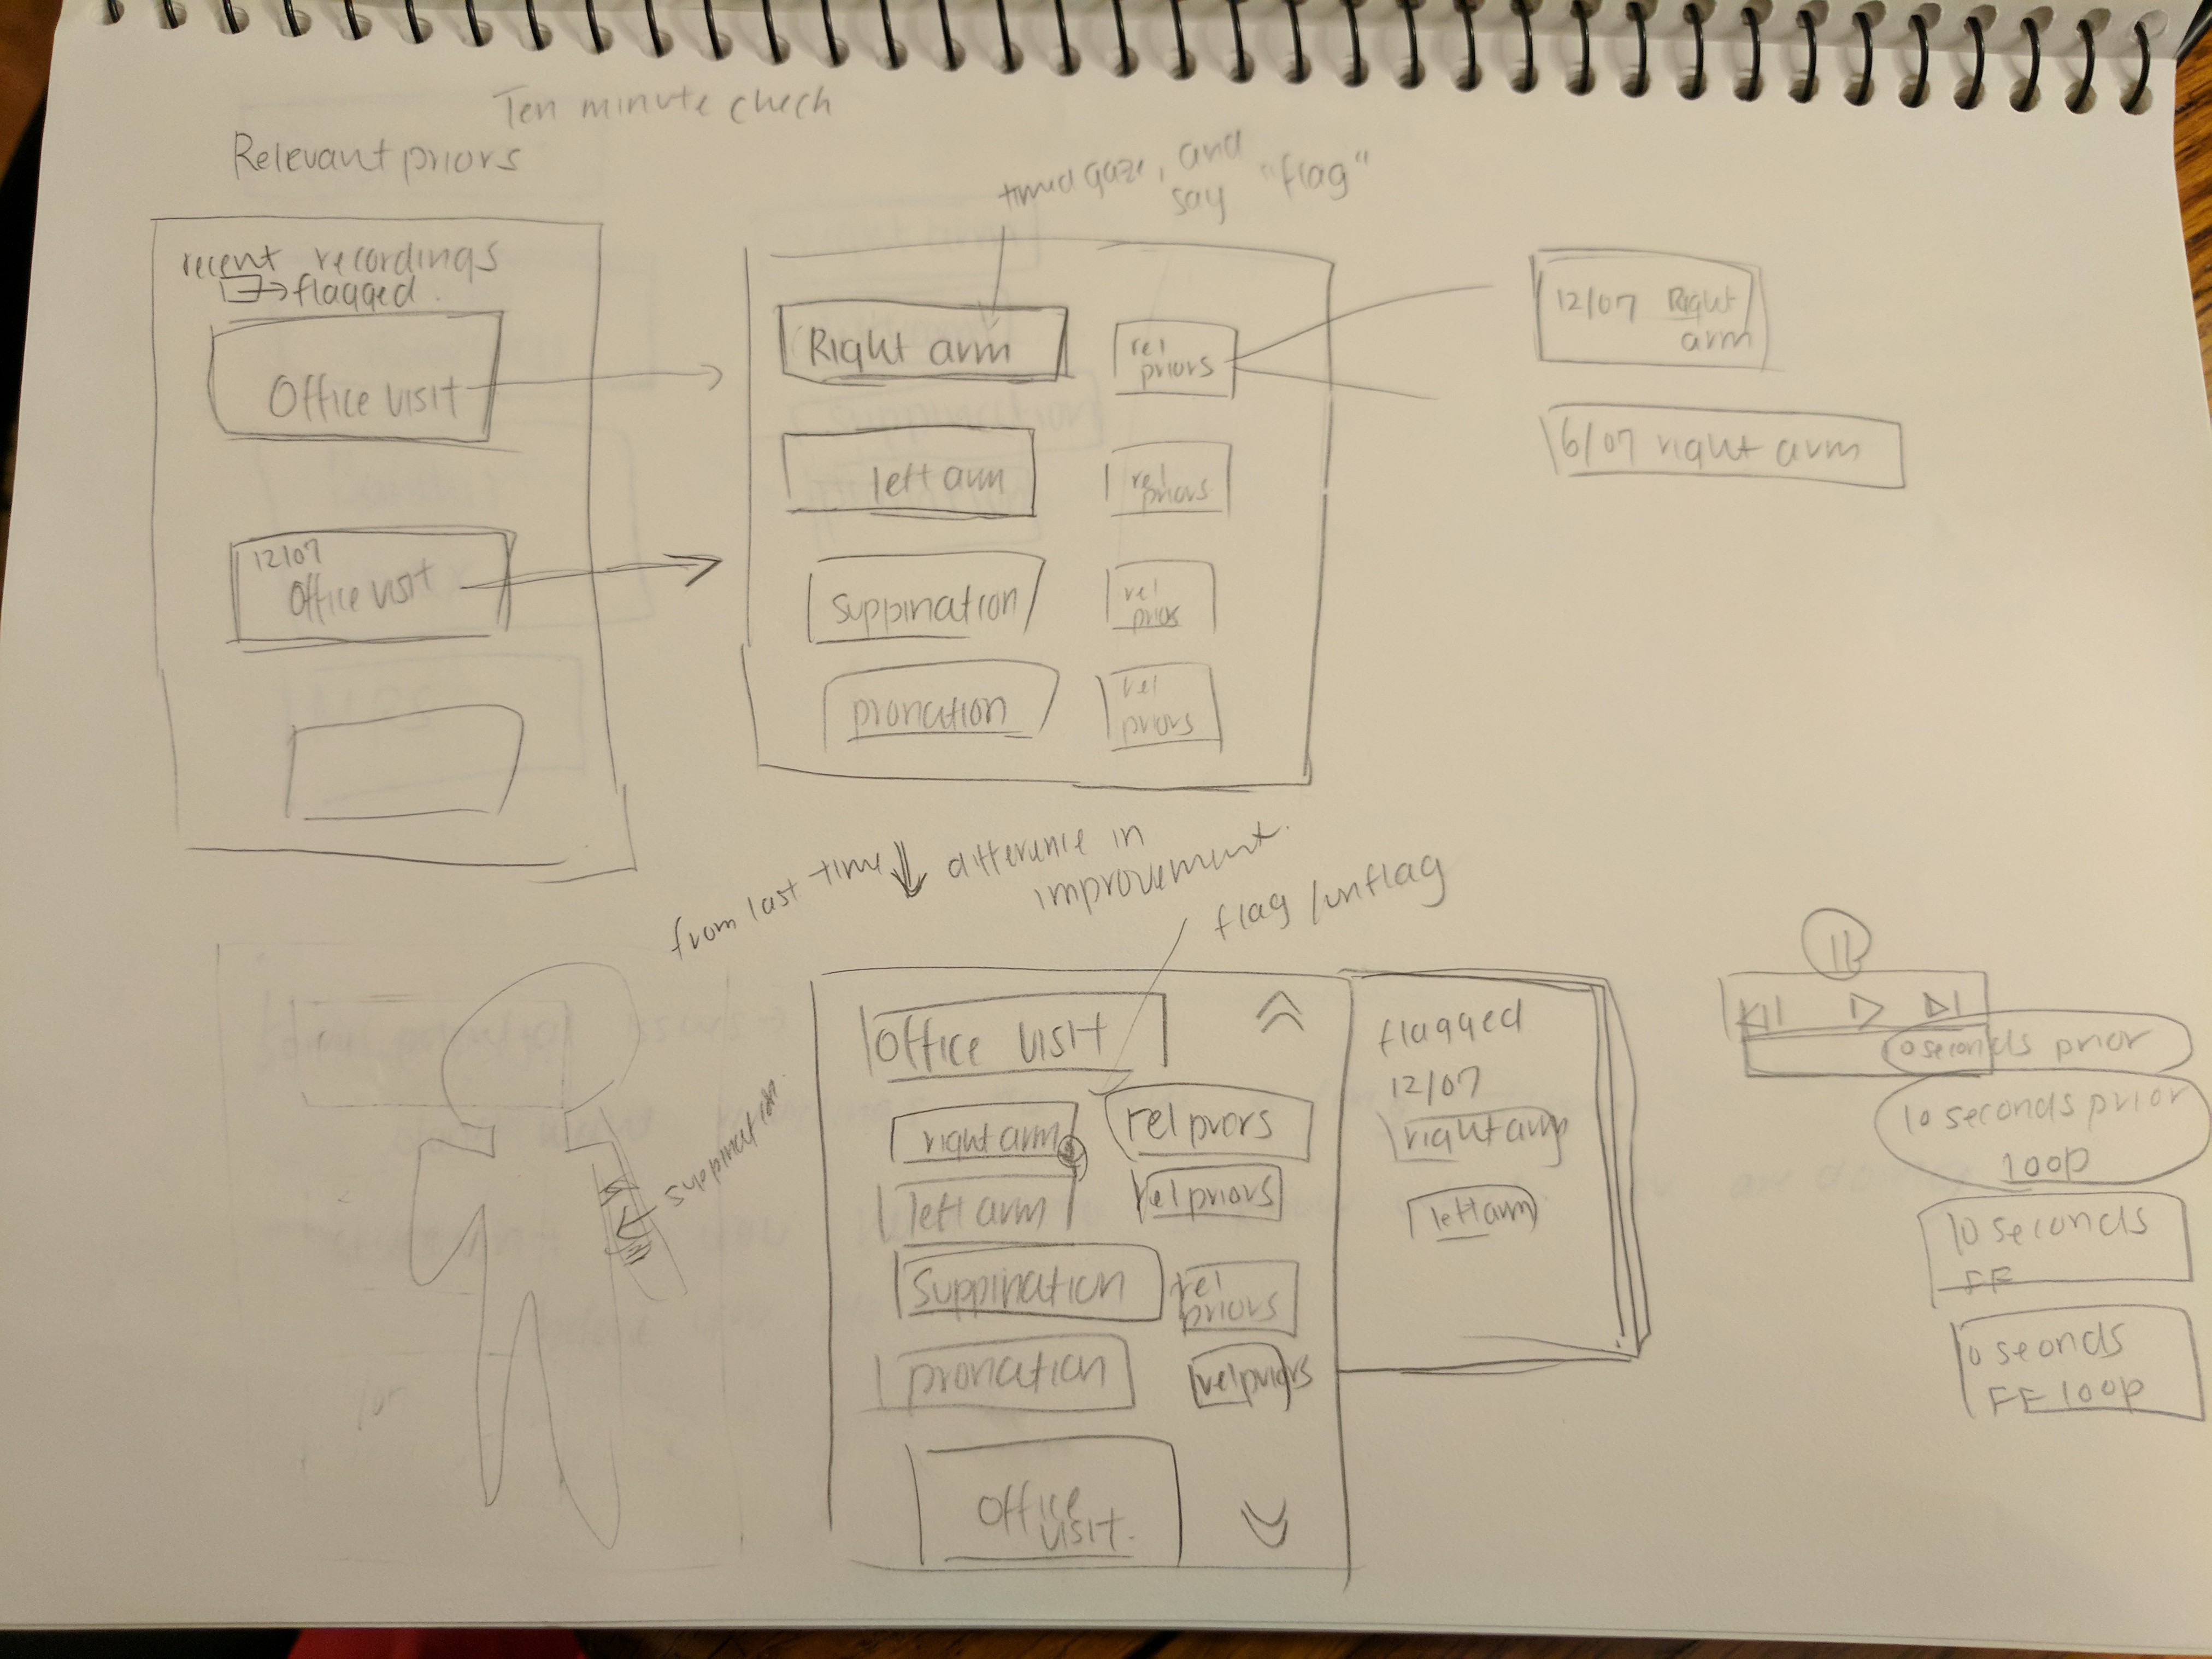 Ten minute check
Relevant priors
timed gaze, and
say "flag"
recent recordings
flagged
Office visit
12/07
Office visit
Right arm
rel
priors
left arm
rel
priors
suppination
rel
priors
pronation
rel
priors
12/07 Right
arm
6/07 right arm
from last time
difference in
improvement.
flag/unflag
suppination.
Office visit
right arm
rel priors
left arm
rel priors
Suppination
rel
priors
pronation
rel priors
Office
visit.
flagged
12/07
right arm
left arm
10 seconds prior
10 seconds prior
loop
10 seconds
FF
10 seonds
FF loop